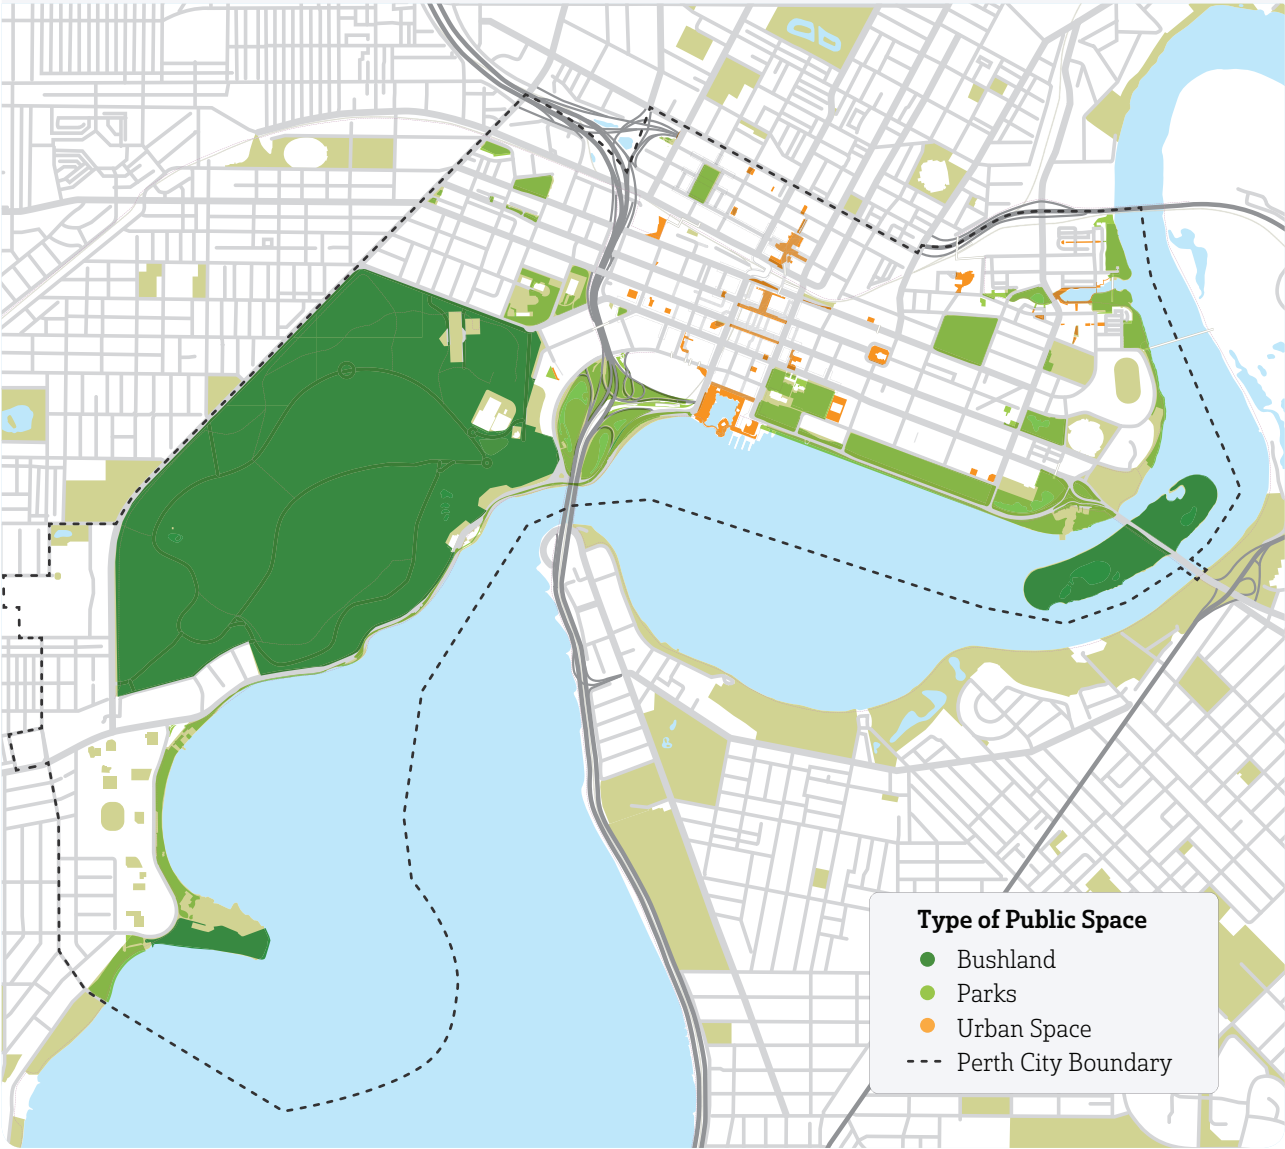 Type of Public Space
Bushland
Parks
Urban Space
Perth City Boundary